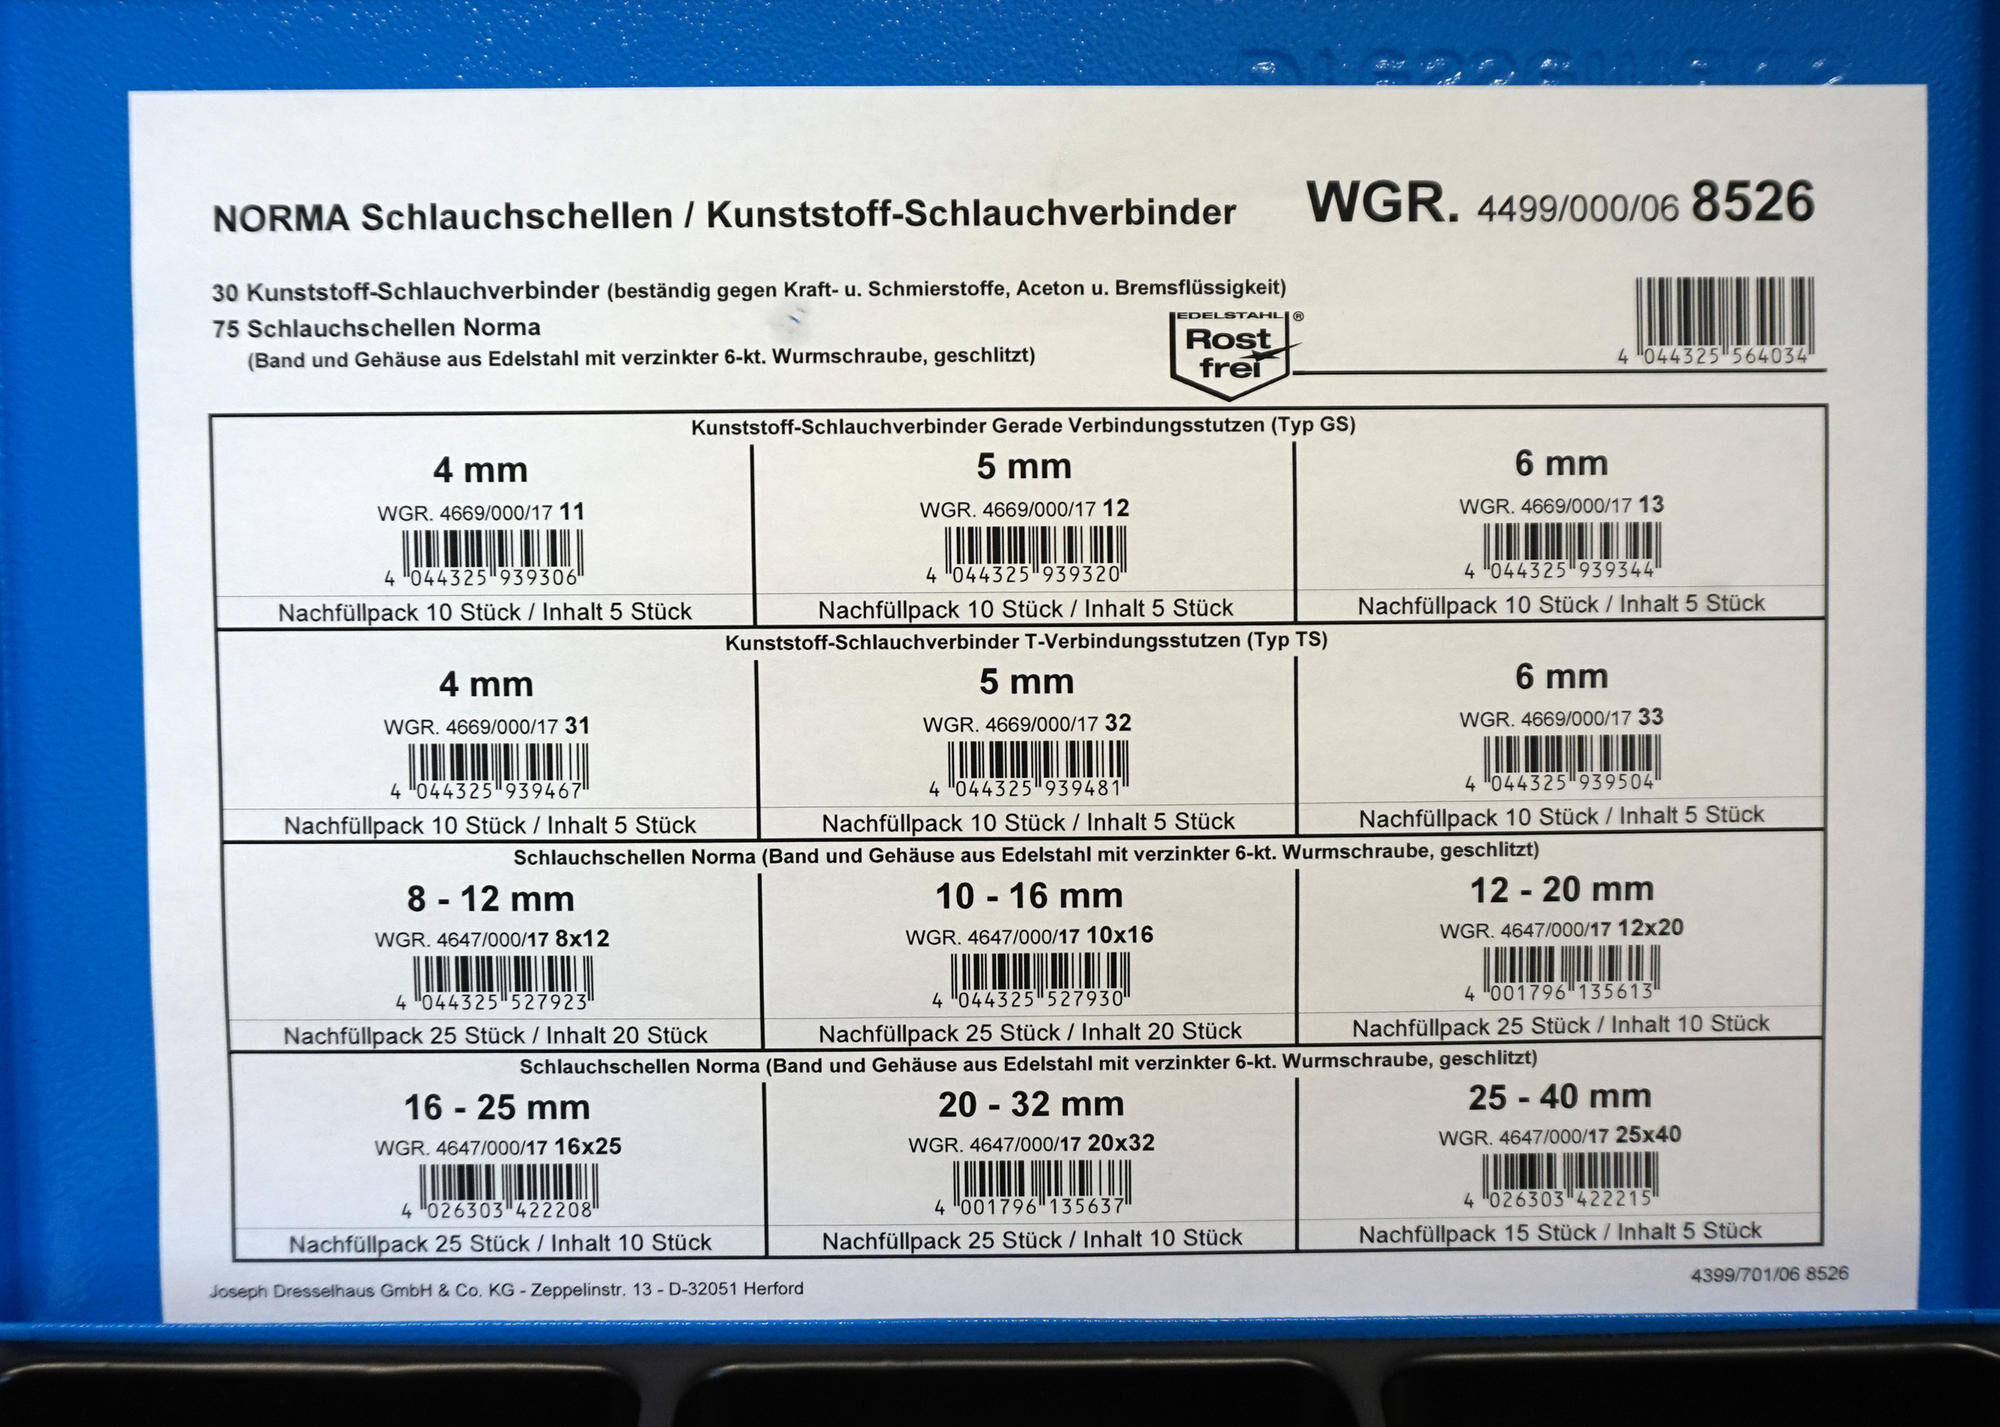 NORMA Schlauchschellen / Kunststoff-Schlauchverbinder WGR. 4499/000/06 8526
30 Kunststoff-Schlauchverbinder (beständig gegen Kraft- u. Schmierstoffe, Aceton u. Bremsflüssigkeit)
75 Schlauchschellen Norma
(Band und Gehäuse aus Edelstahl mit verzinkter 6-kt. Wurmschraube, geschlitzt)
EDELSTAHL ®
Rost
frei
4 044325 564034
Kunststoff-Schlauchverbinder Gerade Verbindungsstutzen (Typ GS)
4 mm 5 mm 6 mm
WGR. 4669/000/17 11 WGR. 4669/000/17 12 WGR. 4669/000/17 13
4 044325 939306 4 044325 939320 4 044325 939344
Nachfüllpack 10 Stück / Inhalt 5 Stück Nachfüllpack 10 Stück / Inhalt 5 Stück Nachfüllpack 10 Stück / Inhalt 5 Stück
Kunststoff-Schlauchverbinder T-Verbindungsstutzen (Typ TS)
4 mm 5 mm 6 mm
WGR. 4669/000/17 31 WGR. 4669/000/17 32 WGR. 4669/000/17 33
4 044325 939467 4 044325 939481 4 044325 939504
Nachfüllpack 10 Stück / Inhalt 5 Stück Nachfüllpack 10 Stück / Inhalt 5 Stück Nachfüllpack 10 Stück / Inhalt 5 Stück
Schlauchschellen Norma (Band und Gehäuse aus Edelstahl mit verzinkter 6-kt. Wurmschraube, geschlitzt)
8 - 12 mm 10 - 16 mm 12 - 20 mm
WGR. 4647/000/17 8x12 WGR. 4647/000/17 10x16 WGR. 4647/000/17 12x20
4 044325 527923 4 044325 527930 4 001796 135613
Nachfüllpack 25 Stück / Inhalt 20 Stück Nachfüllpack 25 Stück / Inhalt 20 Stück Nachfüllpack 25 Stück / Inhalt 10 Stück
Schlauchschellen Norma (Band und Gehäuse aus Edelstahl mit verzinkter 6-kt. Wurmschraube, geschlitzt)
16 - 25 mm 20 - 32 mm 25 - 40 mm
WGR. 4647/000/17 16x25 WGR. 4647/000/17 20x32 WGR. 4647/000/17 25x40
4 026303 422208 4 001796 135637 4 026303 422215
Nachfüllpack 25 Stück / Inhalt 10 Stück Nachfüllpack 25 Stück / Inhalt 10 Stück Nachfüllpack 15 Stück / Inhalt 5 Stück
Joseph Dresselhaus GmbH & Co. KG - Zeppelinstr. 13 - D-32051 Herford 4399/701/06 8526